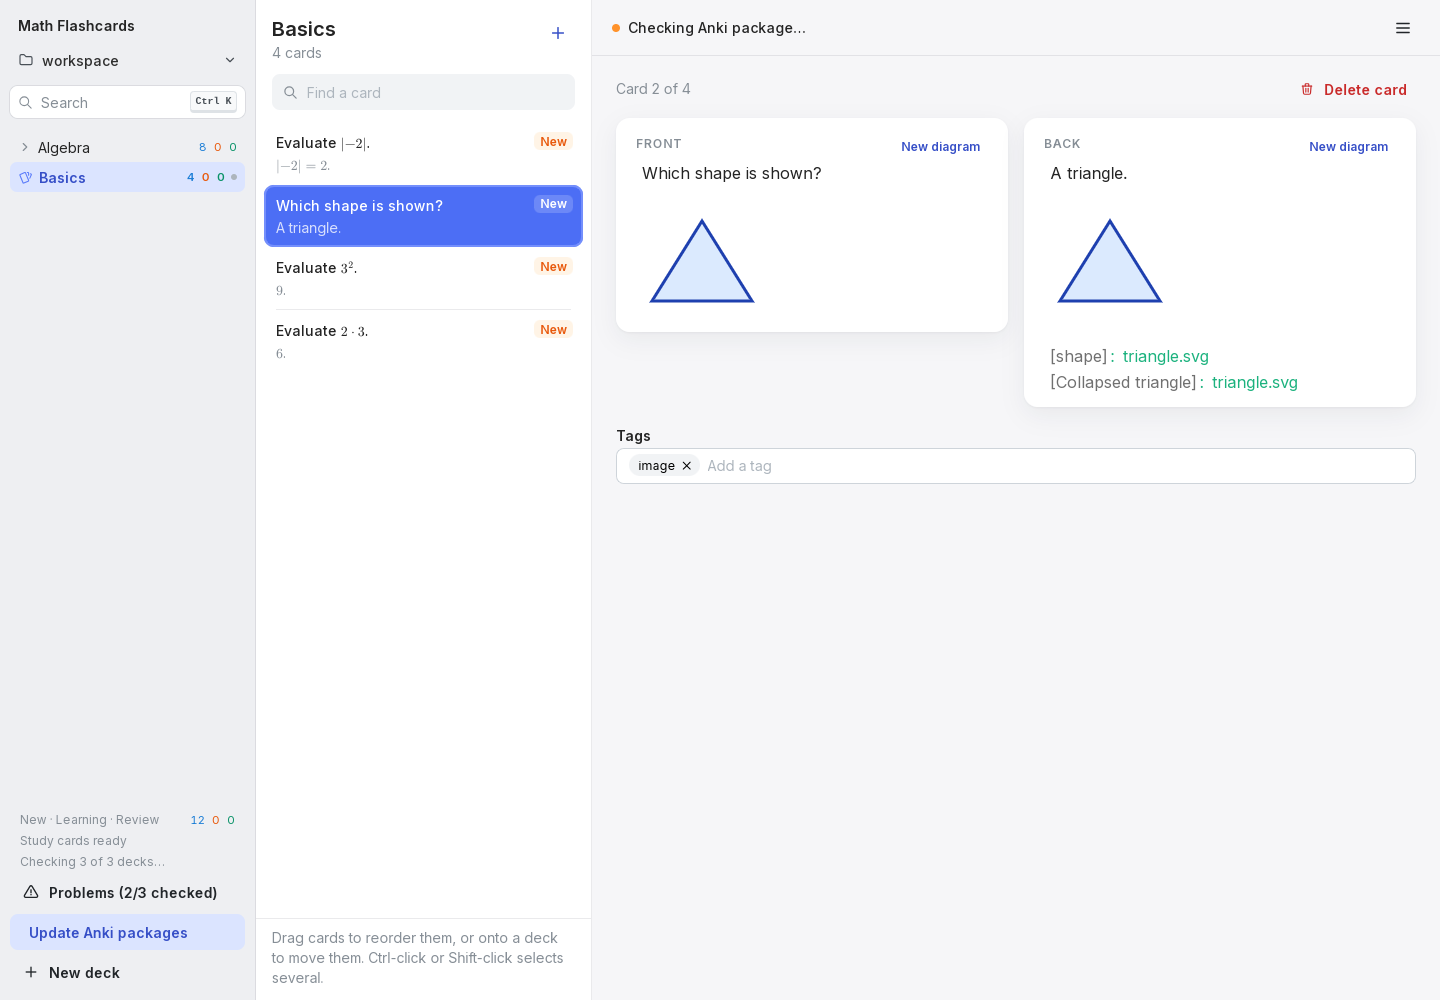 Math Flashcards
workspace
Search
Ctrl K
Algebra
8 0 0
Basics
4 0 0
New · Learning · Review
12 0 0
Study cards ready
Checking 3 of 3 decks…
Problems (2/3 checked)
Update Anki packages
New deck
Basics
4 cards
Find a card
Evaluate |−2|.
New
|−2| = 2.
Which shape is shown?
New
A triangle.
Evaluate 3².
New
9.
Evaluate 2 · 3.
New
6.
Drag cards to reorder them, or onto a deck
to move them. Ctrl-click or Shift-click selects
several.
Checking Anki package…
Card 2 of 4
Delete card
FRONT
New diagram
Which shape is shown?
BACK
New diagram
A triangle.
[shape]: triangle.svg
[Collapsed triangle]: triangle.svg
Tags
image
Add a tag